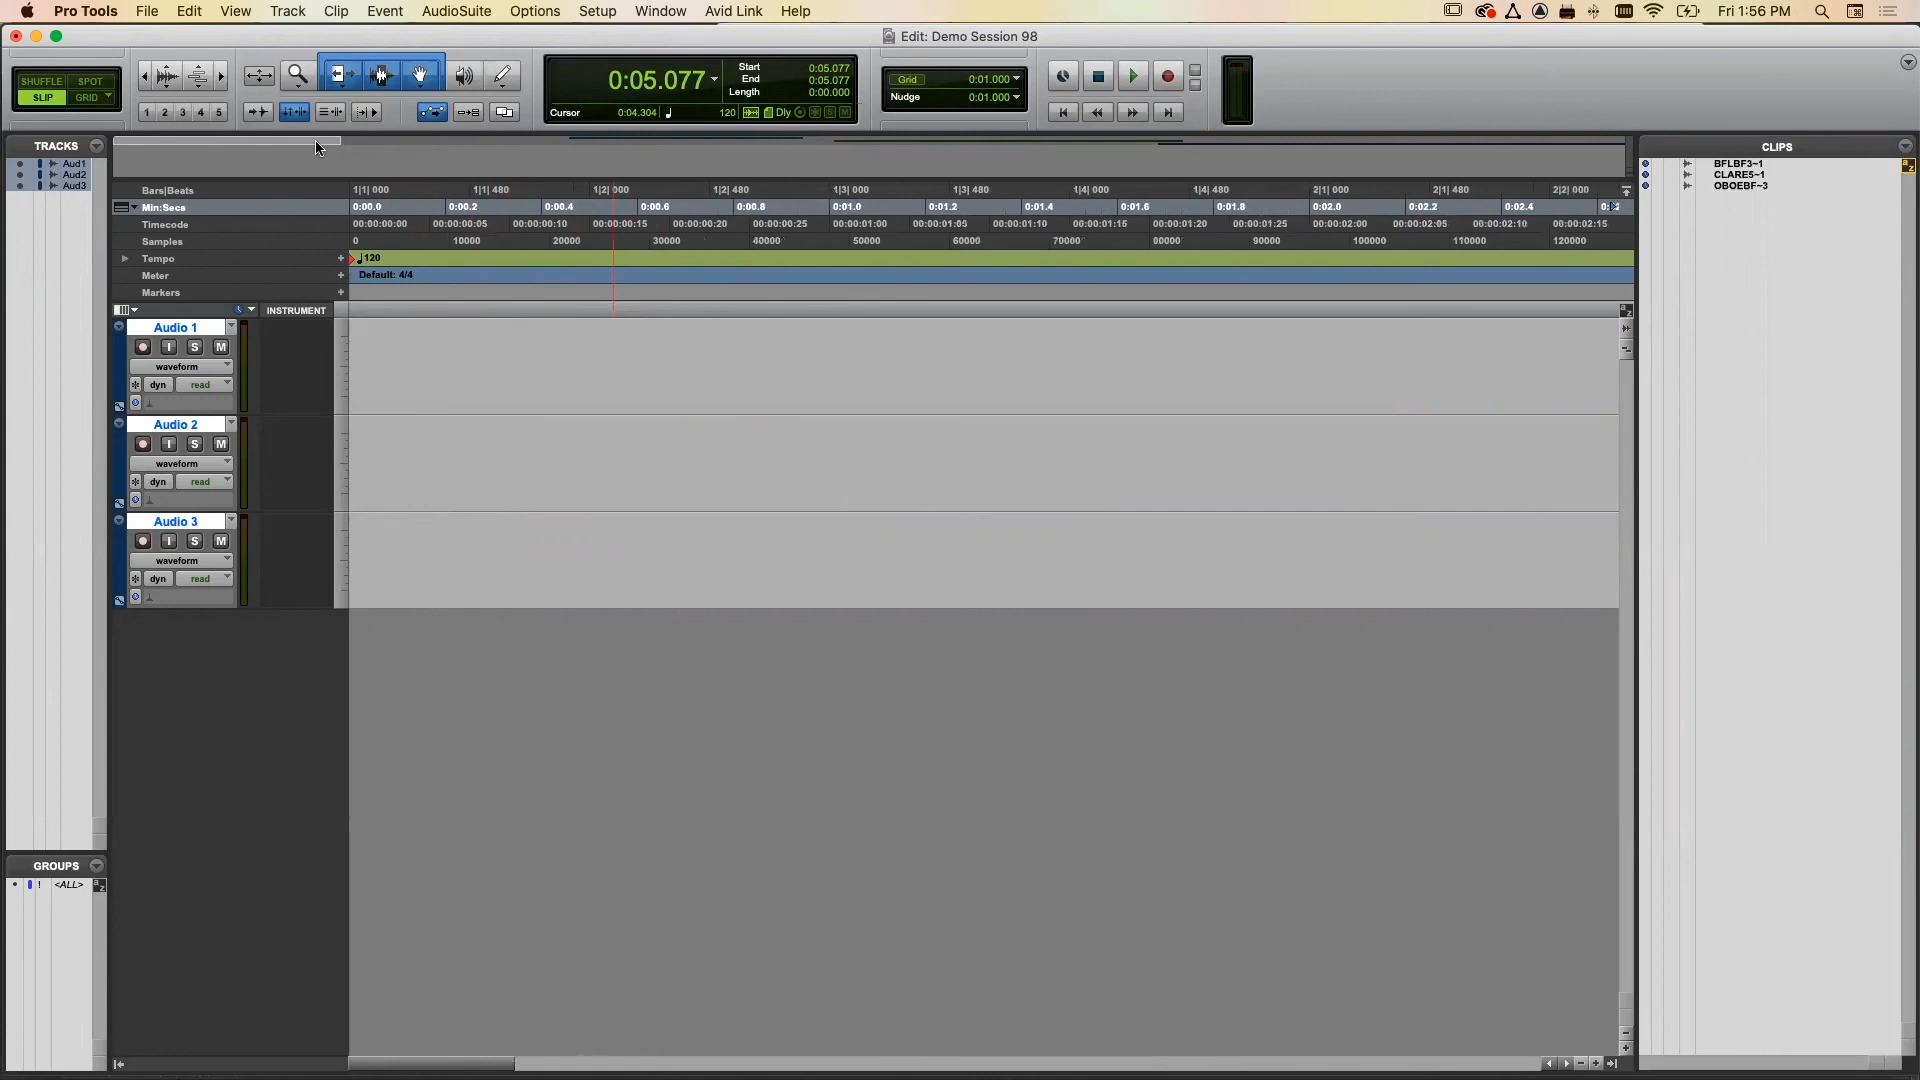 Pro Tools File Edit View Track Clip Event AudioSuite Options Setup Window Avid Link Help Fri 1:56 PM
Edit: Demo Session 98
SHUFFLE SPOT
SLIP GRID
1 2 3 4 5
0:05.077
Start 0:05.077
End 0:05.077
Length 0:00.000
Cursor 0:04.304 120 Dly S M
Grid 0:01.000
Nudge 0:01.000
TRACKS
Aud1
Aud2
Aud3
CLIPS
BFLBF3~1
CLARE5~1
OBOEBF~3
a z
Bars|Beats 1|1| 000 1|1| 480 1|2| 000 1|2| 480 1|3| 000 1|3| 480 1|4| 000 1|4| 480 2|1| 000 2|1| 480 2|2| 000
Min:Secs 0:00.0 0:00.2 0:00.4 0:00.6 0:00.8 0:01.0 0:01.2 0:01.4 0:01.6 0:01.8 0:02.0 0:02.2 0:02.4
Timecode 00:00:00:00 00:00:00:05 00:00:00:10 00:00:00:15 00:00:00:20 00:00:00:25 00:00:01:00 00:00:01:05 00:00:01:10 00:00:01:15 00:00:01:20 00:00:01:25 00:00:02:00 00:00:02:05 00:00:02:10 00:00:02:15
Samples 0 10000 20000 30000 40000 50000 60000 70000 80000 90000 100000 110000 120000
Tempo + 120
Meter + Default: 4/4
Markers +
INSTRUMENT
Audio 1
I S M
waveform
dyn read
Audio 2
I S M
waveform
dyn read
Audio 3
I S M
waveform
dyn read
GROUPS
! <ALL> a z